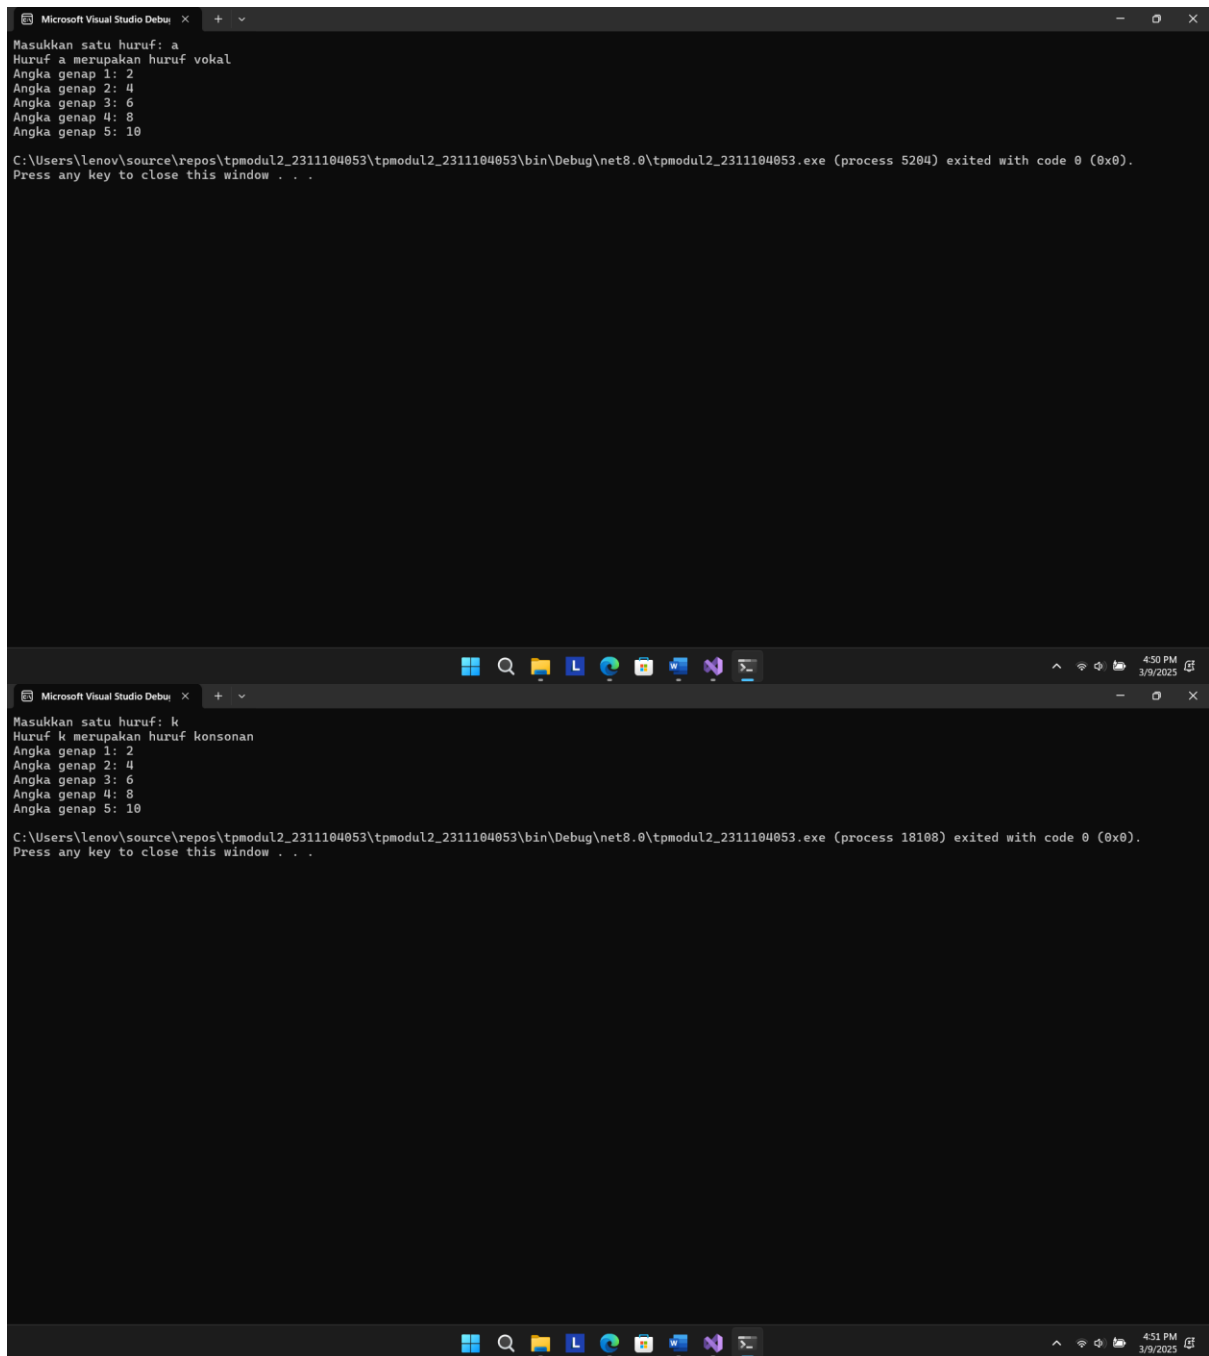 Microsoft Visual Studio Debug
Masukkan satu huruf: a
Huruf a merupakan huruf vokal
Angka genap 1: 2
Angka genap 2: 4
Angka genap 3: 6
Angka genap 4: 8
Angka genap 5: 10
C:\Users\lenov\source\repos\tpmodul2_2311104053\tpmodul2_2311104053\bin\Debug\net8.0\tpmodul2_2311104053.exe (process 5204) exited with code 0 (0x0).
Press any key to close this window . . .
L
4:50 PM
3/9/2025
Microsoft Visual Studio Debug
Masukkan satu huruf: k
Huruf k merupakan huruf konsonan
Angka genap 1: 2
Angka genap 2: 4
Angka genap 3: 6
Angka genap 4: 8
Angka genap 5: 10
C:\Users\lenov\source\repos\tpmodul2_2311104053\tpmodul2_2311104053\bin\Debug\net8.0\tpmodul2_2311104053.exe (process 18108) exited with code 0 (0x0).
Press any key to close this window . . .
L
4:51 PM
3/9/2025